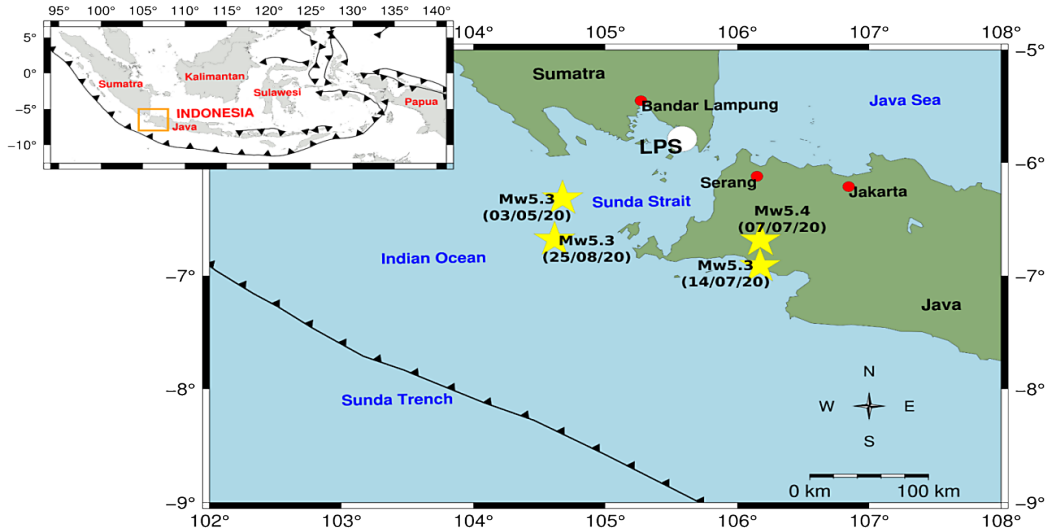 95° 100° 105° 110° 115° 120° 125° 130° 135° 140°
5°
0°
−5°
−10°
Sumatra
Kalimantan
Sulawesi
Papua
INDONESIA
Java
104° 105° 106° 107° 108°
−5°
−6°
−7°
−8°
−9°
Sumatra
Bandar Lampung
Java Sea
LPS
Serang
Jakarta
Mw5.3
(03/05/20)
Sunda Strait
Mw5.4
(07/07/20)
Mw5.3
(25/08/20)
Indian Ocean
Mw5.3
(14/07/20)
Java
−7°
−8°
−9°
Sunda Trench
N
W E
S
0 km 100 km
102° 103° 104° 105° 106° 107° 108°